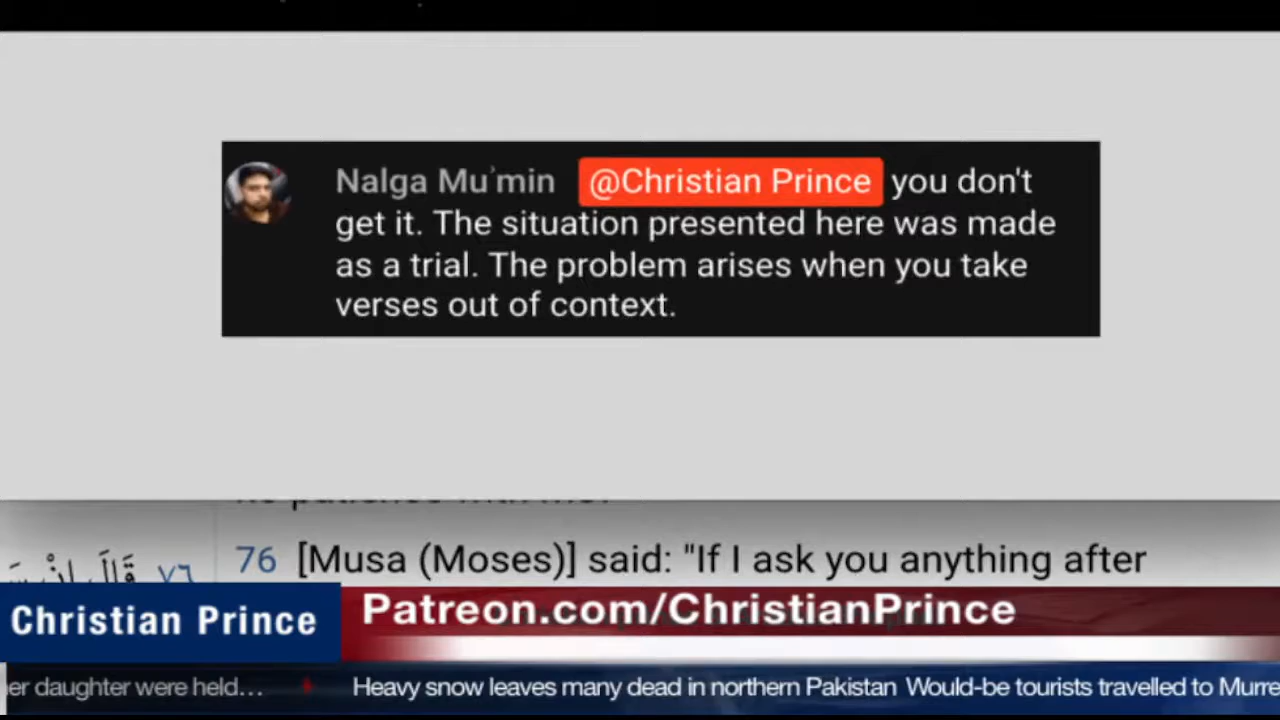 Nalga Mu'min @Christian Prince you don't
get it. The situation presented here was made
as a trial. The problem arises when you take
verses out of context.
76 [Musa (Moses)] said: "If I ask you anything after
٧٦ قَالَ إِنْ
Christian Prince
Patreon.com/ChristianPrince
er daughter were held... Heavy snow leaves many dead in northern Pakistan Would-be tourists travelled to Murre